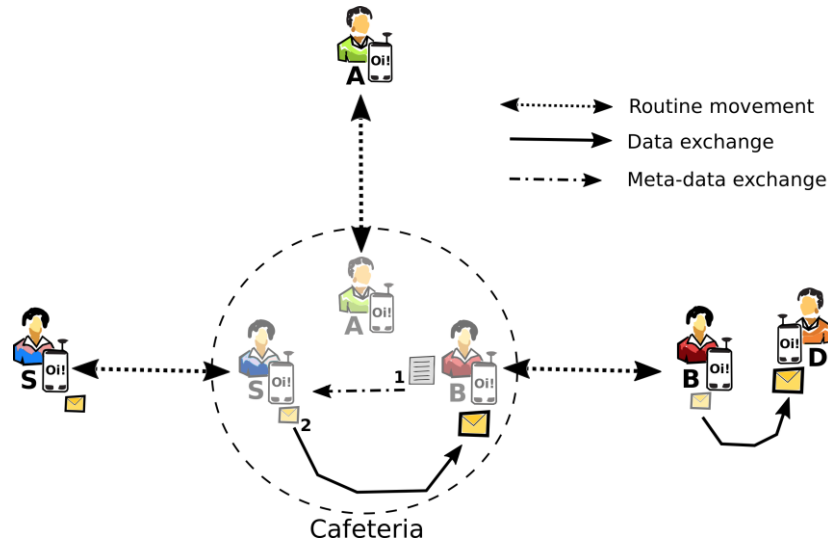 Oi!
A
Routine movement
Data exchange
Meta-data exchange
Oi!
A
Oi!
S
Oi!
S
2
1
Oi!
B
Oi!
B
Oi!
D
Cafeteria